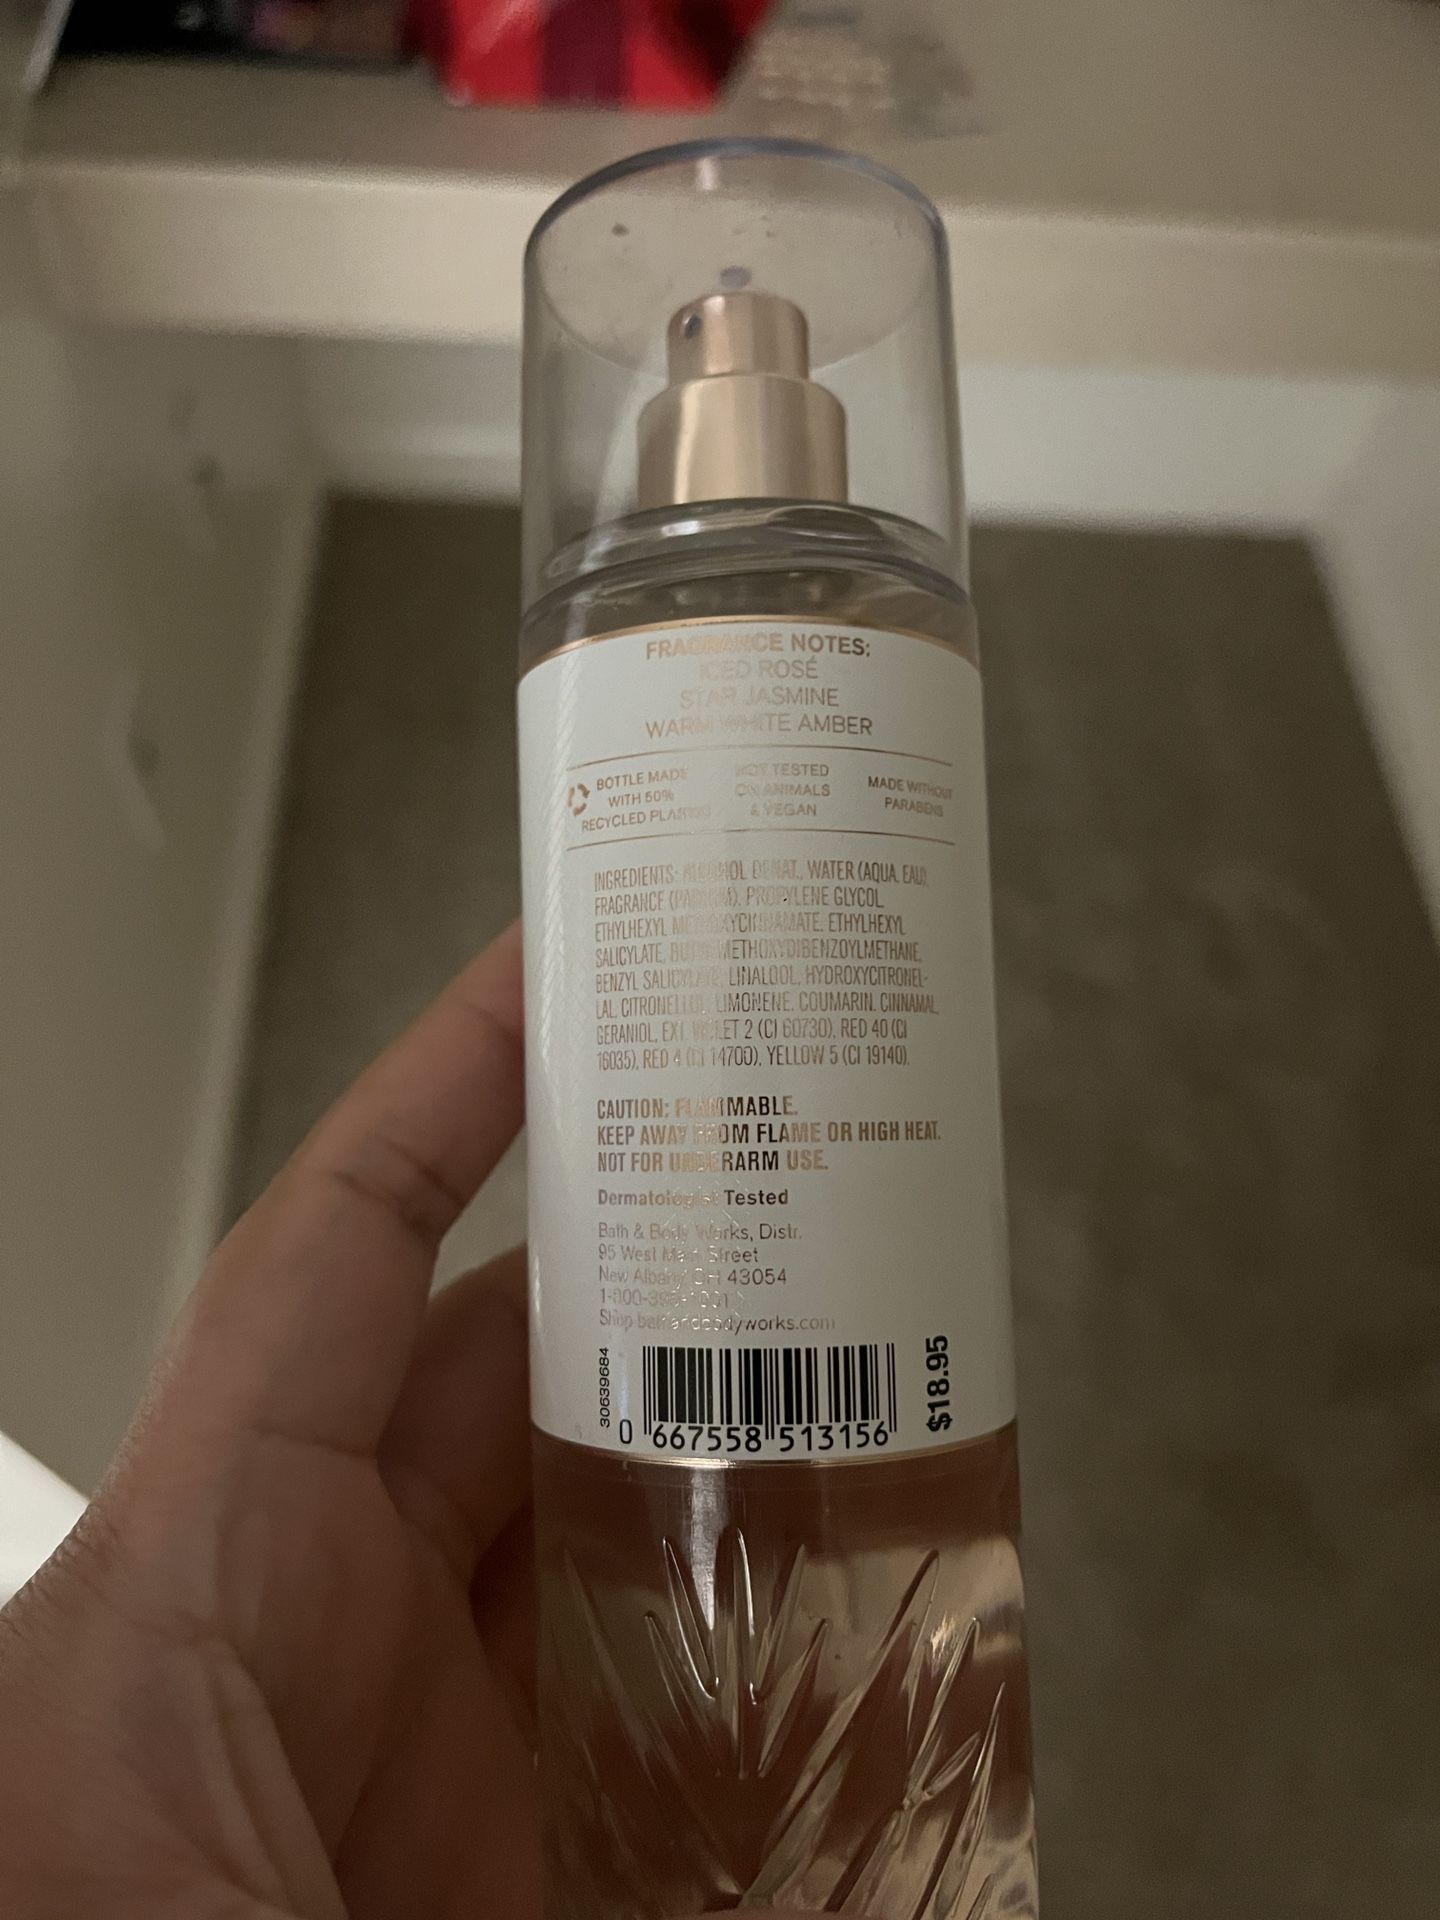 FRAGRANCE NOTES:
ICED ROSÉ
STAR JASMINE
WARM WHITE AMBER
BOTTLE MADE
WITH 50%
RECYCLED PLASTIC
NOT TESTED
ON ANIMALS
& VEGAN
MADE WITHOUT
PARABENS
INGREDIENTS: ALCOHOL DENAT., WATER (AQUA, EAU),
FRAGRANCE (PARFUM), PROPYLENE GLYCOL,
ETHYLHEXYL METHOXYCINNAMATE, ETHYLHEXYL
SALICYLATE, BUTYL METHOXYDIBENZOYLMETHANE,
BENZYL SALICYLATE, LINALOOL, HYDROXYCITRONEL-
LAL, CITRONELLOL, LIMONENE, COUMARIN, CINNAMAL,
GERANIOL, EXT. VIOLET 2 (CI 60730), RED 40 (CI
16035), RED 4 (CI 14700), YELLOW 5 (CI 19140).
CAUTION: FLAMMABLE.
KEEP AWAY FROM FLAME OR HIGH HEAT.
NOT FOR UNDERARM USE.
Dermatologist Tested
Bath & Body Works, Distr.
95 West Main Street
New Albany OH 43054
1-800-395-1001
Shop bathandbodyworks.com
30639684
0 667558 513156
$18.95